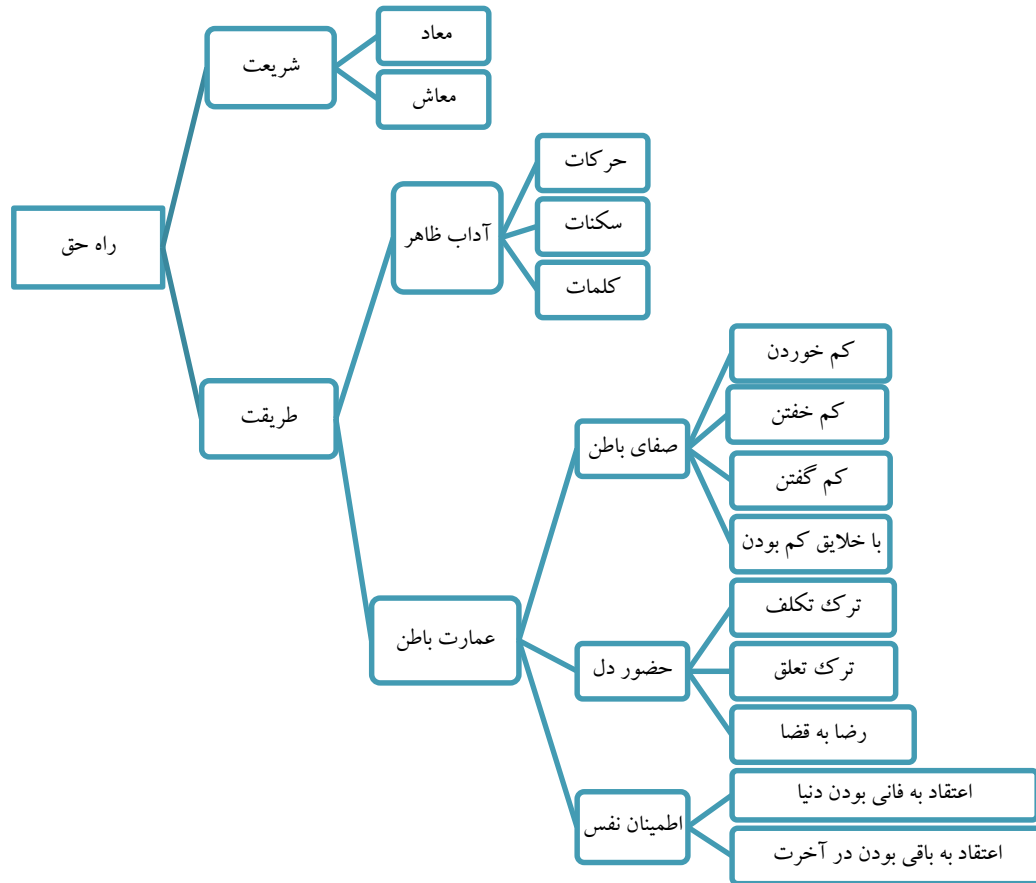 راه حق
شریعت
معاد
معاش
طریقت
آداب ظاهر
حرکات
سکنات
کلمات
عمارت باطن
صفای باطن
کم خوردن
کم خفتن
کم گفتن
با خلایق کم بودن
حضور دل
ترک تکلف
ترک تعلق
رضا به قضا
اطمینان نفس
اعتقاد به فانی بودن دنیا
اعتقاد به باقی بودن در آخرت